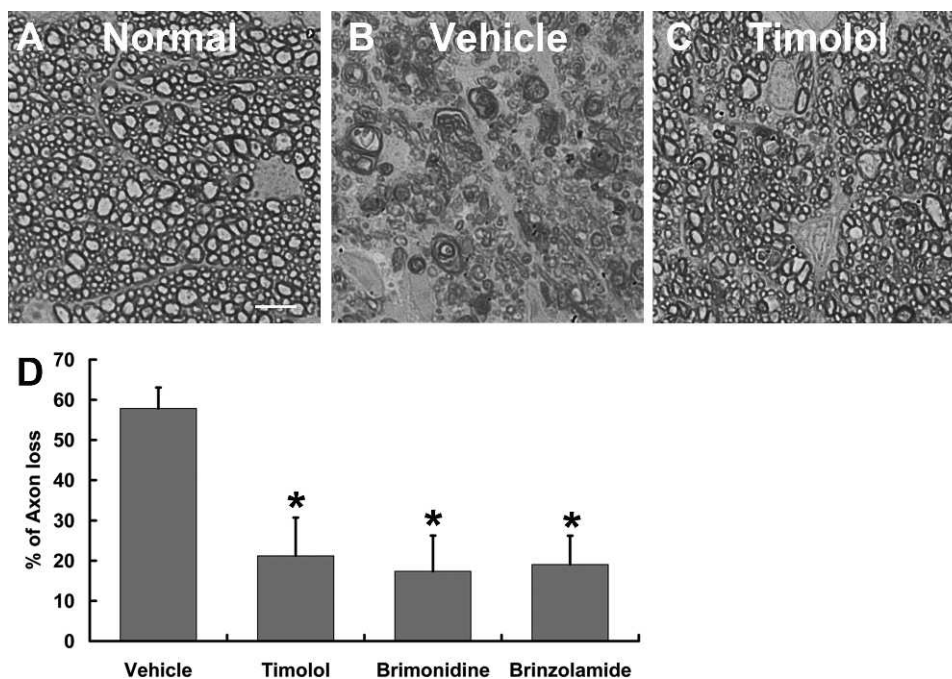 A Normal
B Vehicle
C Timolol
D
70
60
50
40
30
20
10
0
% of Axon loss
*
*
*
Vehicle
Timolol
Brimonidine
Brinzolamide